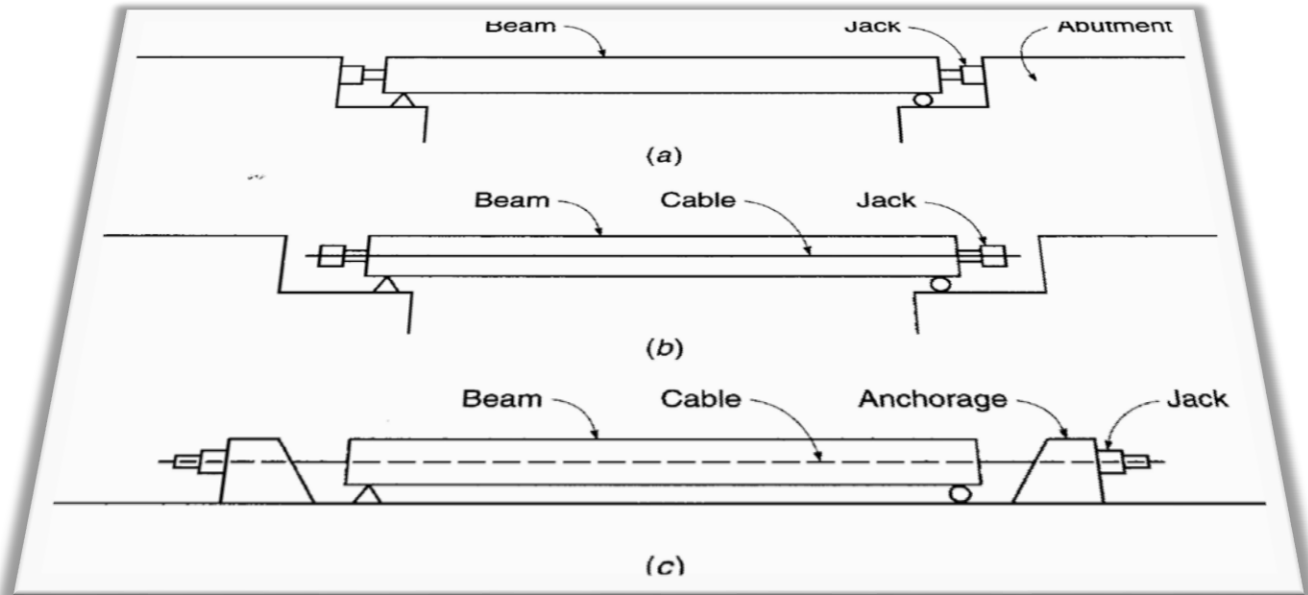 Beam Jack Abutment
(a)
Beam Cable Jack
(b)
Beam Cable Anchorage Jack
(c)